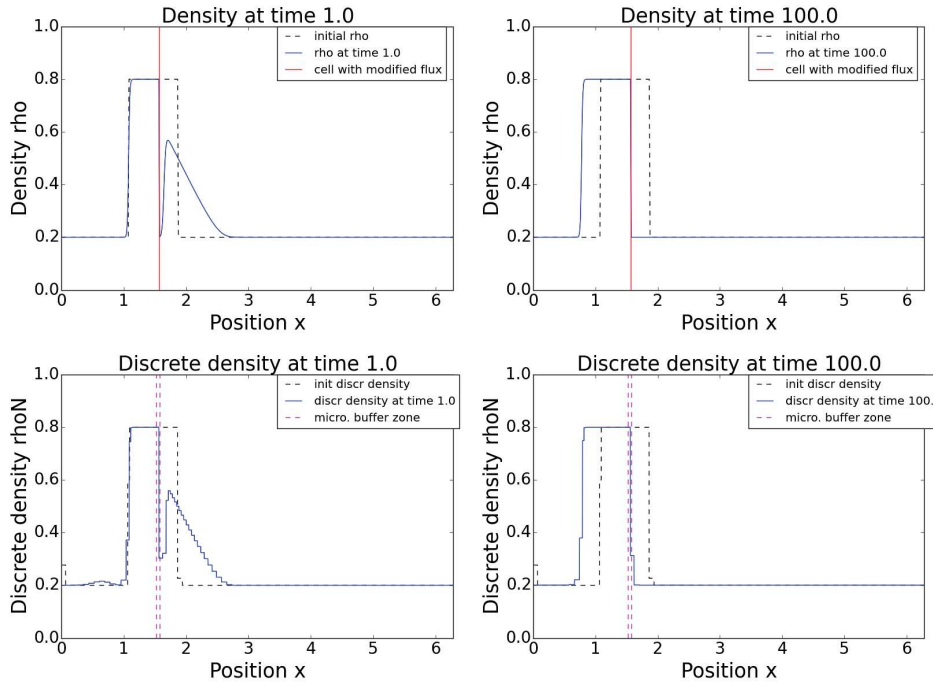 Density at time 1.0
initial rho
rho at time 1.0
cell with modified flux
Density rho
1.0
0.8
0.6
0.4
0.2
0.0
0 1 2 3 4 5 6
Position x
Density at time 100.0
initial rho
rho at time 100.0
cell with modified flux
Density rho
1.0
0.8
0.6
0.4
0.2
0.0
0 1 2 3 4 5 6
Position x
Discrete density at time 1.0
init discr density
discr density at time 1.0
micro. buffer zone
Discrete density rhoN
1.0
0.8
0.6
0.4
0.2
0.0
0 1 2 3 4 5 6
Position x
Discrete density at time 100.0
init discr density
discr density at time 100.
micro. buffer zone
Discrete density rhoN
1.0
0.8
0.6
0.4
0.2
0.0
0 1 2 3 4 5 6
Position x